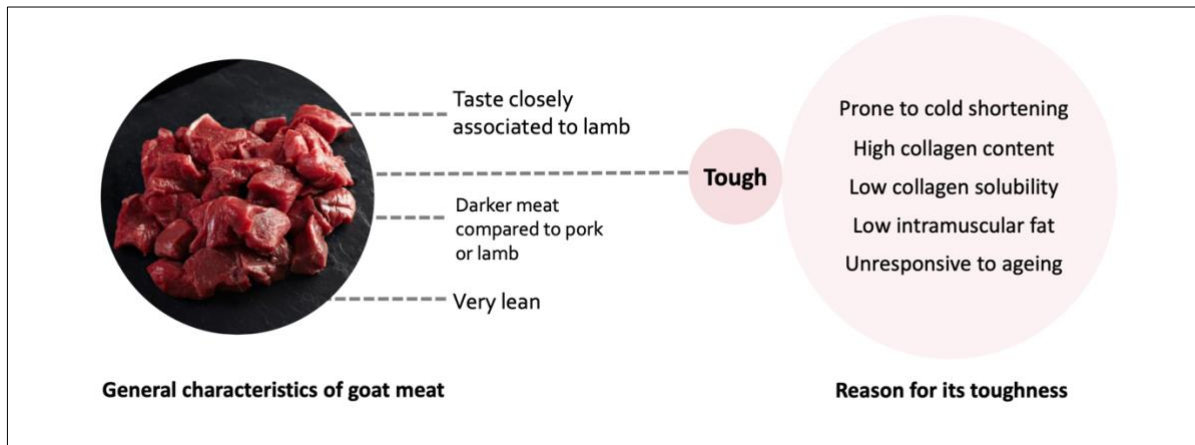 Taste closely
associated to lamb
Tough
Darker meat
compared to pork
or lamb
Very lean
General characteristics of goat meat
Prone to cold shortening
High collagen content
Low collagen solubility
Low intramuscular fat
Unresponsive to ageing
Reason for its toughness